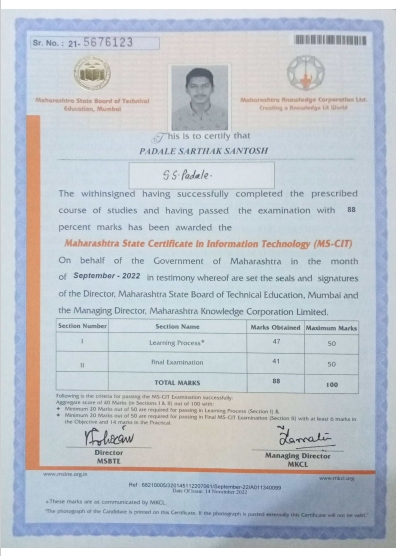 Sr. No. : 21- 5676123
Maharashtra State Board of Technical
Education, Mumbai
Maharashtra Knowledge Corporation Ltd.
Creating a Knowledge Lit World
This is to certify that
PADALE SARTHAK SANTOSH
S.S.Padale.
The withinsigned having successfully completed the prescribed
course of studies and having passed the examination with 88
percent marks has been awarded the
Maharashtra State Certificate in Information Technology (MS-CIT)
On behalf of the Government of Maharashtra in the month
of September - 2022 in testimony whereof are set the seals and signatures
of the Director, Maharashtra State Board of Technical Education, Mumbai and
the Managing Director, Maharashtra Knowledge Corporation Limited.
Section Number Section Name Marks Obtained Maximum Marks
I Learning Process* 47 50
II Final Examination 41 50
TOTAL MARKS 88 100
Following is the criteria for passing the MS-CIT Examination successfully:
Aggregate score of 40 Marks (in Sections I & II) out of 100 with:
• Minimum 20 Marks out of 50 are required for passing in Learning Process (Section I) &
• Minimum 20 Marks out of 50 are required for passing in Final MS-CIT Examination (Section II) with at least 6 marks in
the Objective and 14 marks in the Practical
Director
MSBTE
Managing Director
MKCL
www.msbte.org.in
www.mkcl.org
Date Of Issue: 14 November 2022
*These marks are as communicated by MKCL.
"The photograph of the Candidate is printed on this Certificate. If the photograph is pasted externally this Certificate will not be valid"